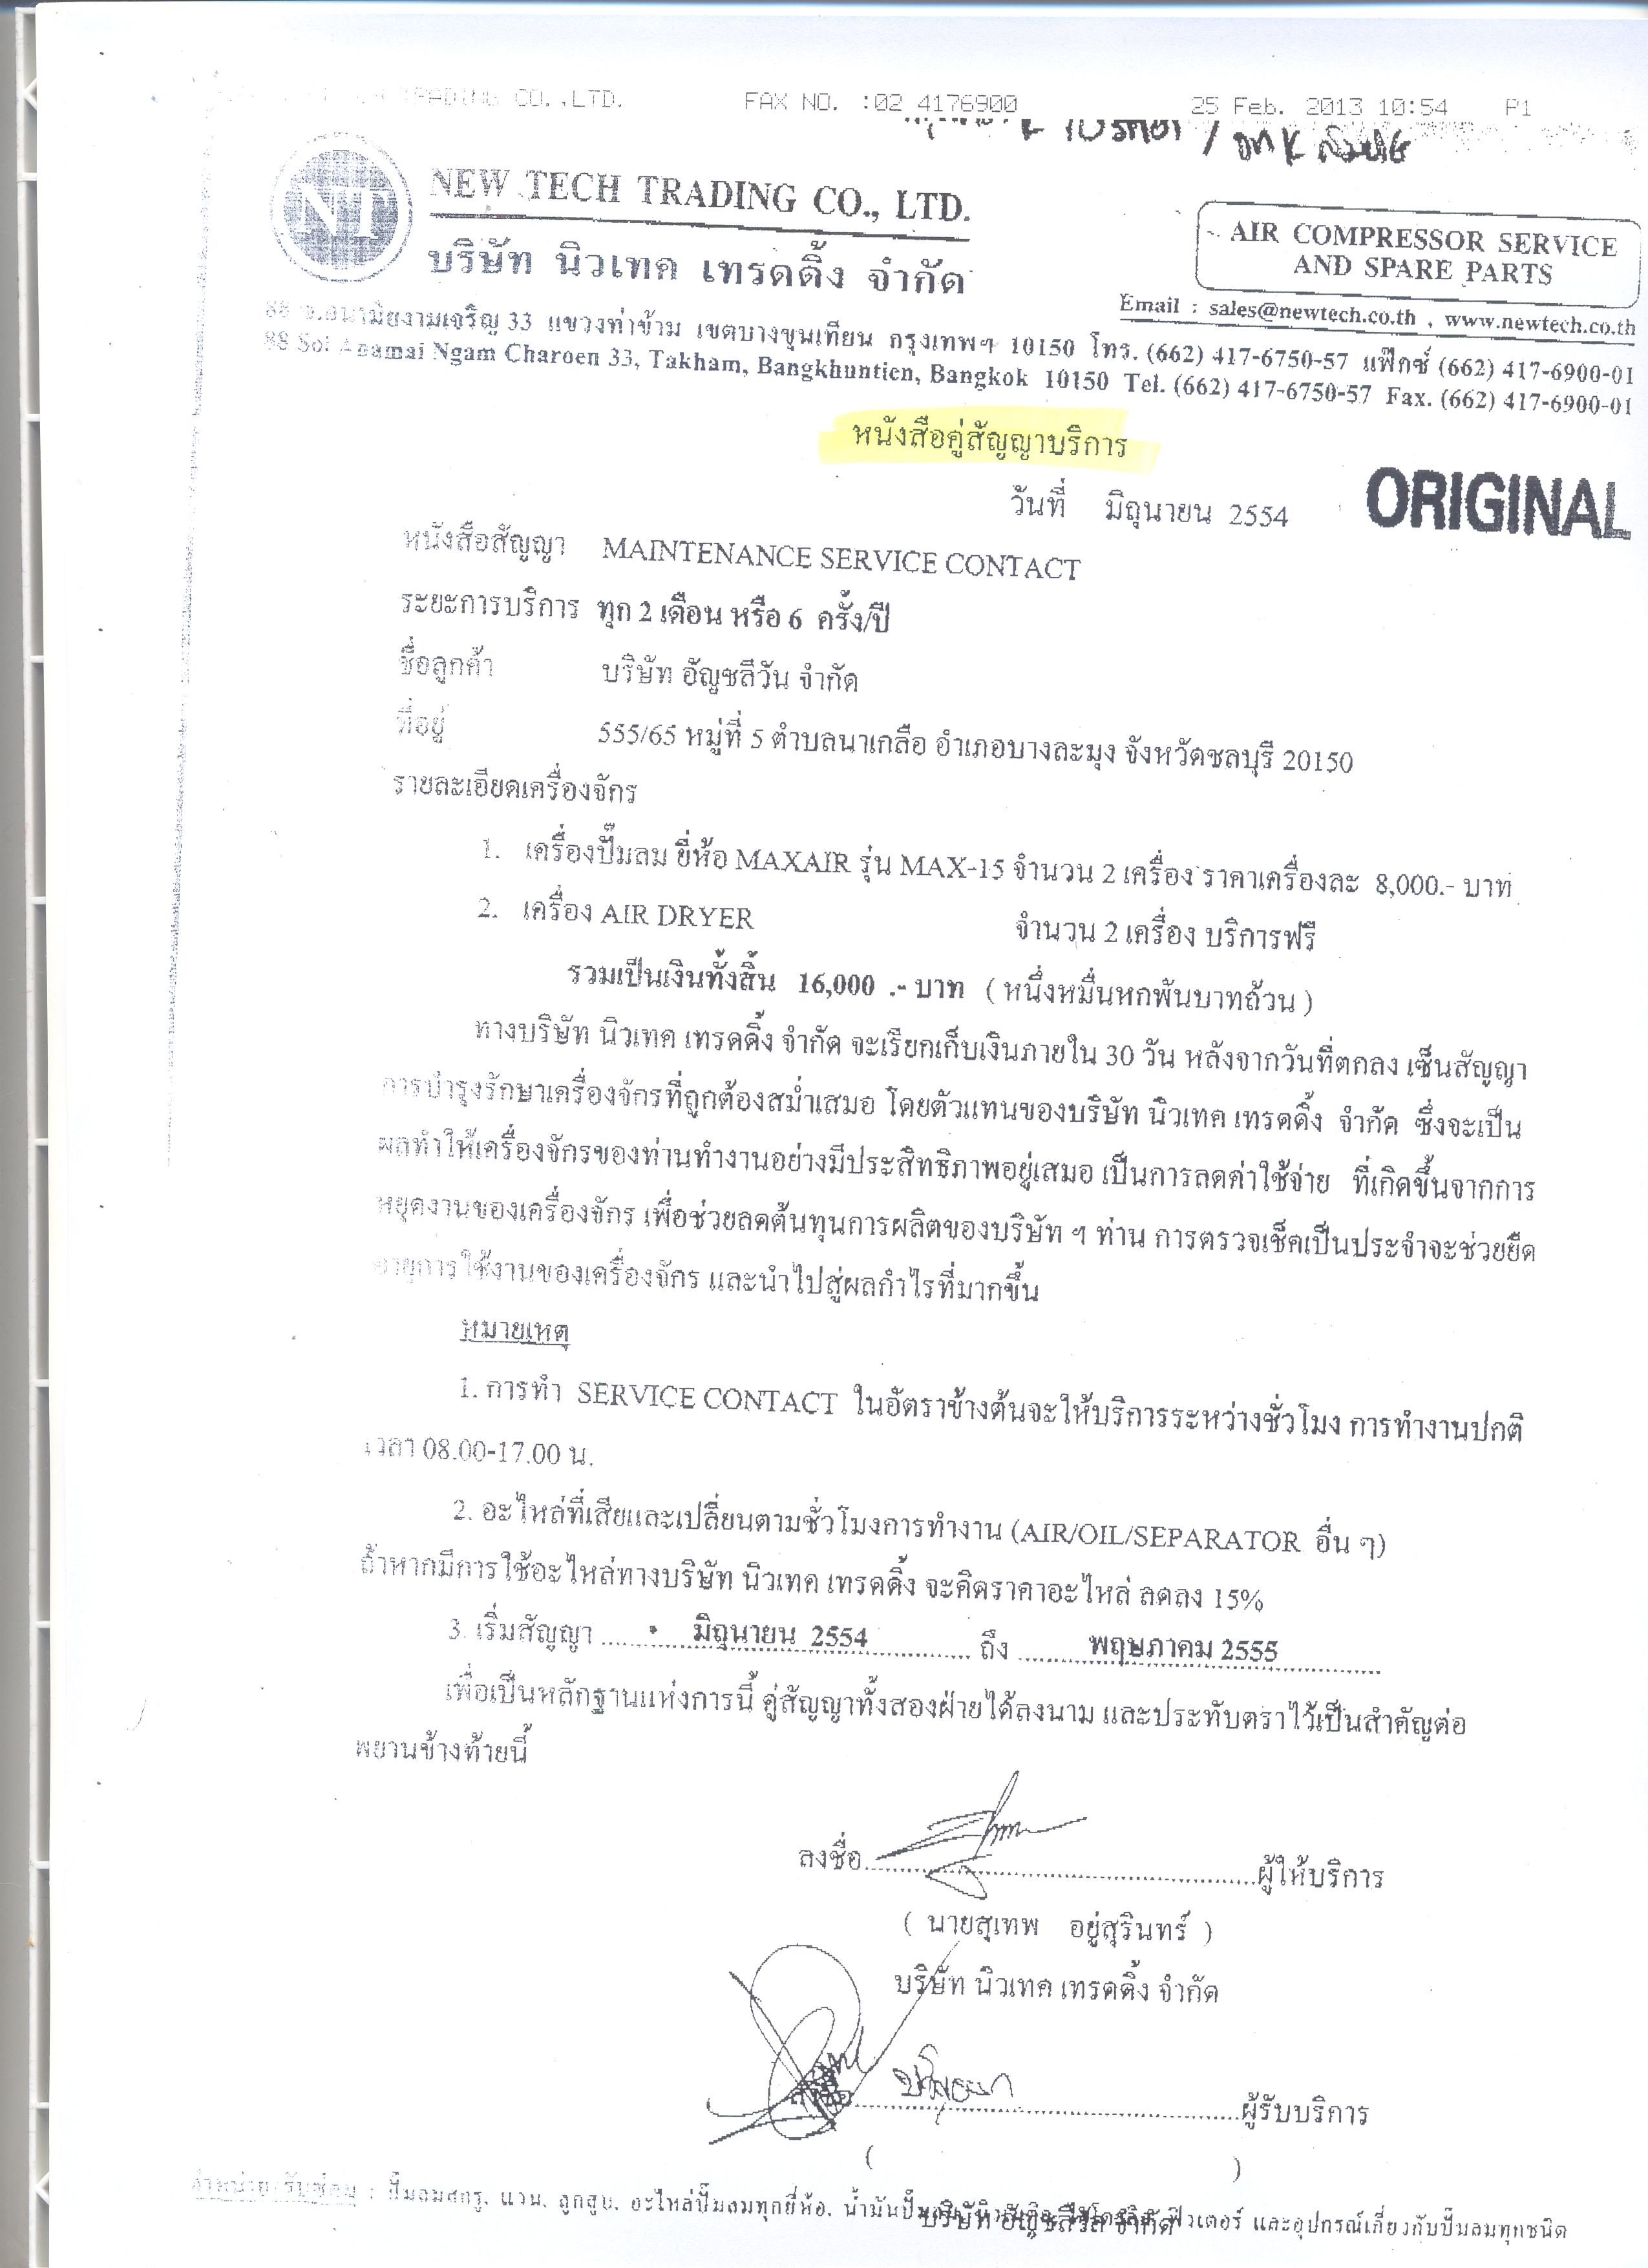 TRADING CO.,LTD. FAX NO. :02 4176900 25 Feb. 2013 10:54 P1
NT
NEW TECH TRADING CO., LTD.
บริษัท นิวเทค เทรดดิ้ง จำกัด
AIR COMPRESSOR SERVICE
AND SPARE PARTS
Email : sales@newtech.co.th , www.newtech.co.th
88 ซ.อนามัยงามเจริญ 33 แขวงท่าข้าม เขตบางขุนเทียน กรุงเทพฯ 10150 โทร. (662) 417-6750-57 แฟ๊กซ์ (662) 417-6900-01
88 Soi Anamai Ngam Charoen 33, Takham, Bangkhuntien, Bangkok 10150 Tel. (662) 417-6750-57 Fax. (662) 417-6900-01
หนังสือคู่สัญญาบริการ
วันที่ มิถุนายน 2554
ORIGINAL
หนังสือสัญญา MAINTENANCE SERVICE CONTACT
ระยะการบริการ ทุก 2 เดือน หรือ 6 ครั้ง/ปี
ชื่อลูกค้า บริษัท อัญชลีวัน จำกัด
ที่อยู่ 555/65 หมู่ที่ 5 ตำบลนาเกลือ อำเภอบางละมุง จังหวัดชลบุรี 20150
รายละเอียดเครื่องจักร
1. เครื่องปั๊มลม ยี่ห้อ MAXAIR รุ่น MAX-15 จำนวน 2 เครื่อง ราคาเครื่องละ 8,000.- บาท
2. เครื่อง AIR DRYER จำนวน 2 เครื่อง บริการฟรี
รวมเป็นเงินทั้งสิ้น 16,000 .- บาท ( หนึ่งหมื่นหกพันบาทถ้วน )
ทางบริษัท นิวเทค เทรดดิ้ง จำกัด จะเรียกเก็บเงินภายใน 30 วัน หลังจากวันที่ตกลง เซ็นสัญญา
การบำรุงรักษาเครื่องจักรที่ถูกต้องสม่ำเสมอ โดยตัวแทนของบริษัท นิวเทค เทรดดิ้ง จำกัด ซึ่งจะเป็น
ผลทำให้เครื่องจักรของท่านทำงานอย่างมีประสิทธิภาพอยู่เสมอ เป็นการลดค่าใช้จ่าย ที่เกิดขึ้นจากการ
หยุดงานของเครื่องจักร เพื่อช่วยลดต้นทุนการผลิตของบริษัท ฯ ท่าน การตรวจเช็คเป็นประจำจะช่วยยืด
อายุการใช้งานของเครื่องจักร และนำไปสู่ผลกำไรที่มากขึ้น
หมายเหตุ
1. การทำ SERVICE CONTACT ในอัตราข้างต้นจะให้บริการระหว่างชั่วโมง การทำงานปกติ
เวลา 08.00-17.00 น.
2. อะไหล่ที่เสียและเปลี่ยนตามชั่วโมงการทำงาน (AIR/OIL/SEPARATOR อื่น ๆ)
ถ้าหากมีการใช้อะไหล่ทางบริษัท นิวเทค เทรดดิ้ง จะคิดราคาอะไหล่ ลดลง 15%
3. เริ่มสัญญา ........ มิถุนายน 2554 ................ ถึง .......... พฤษภาคม 2555 ..............
เพื่อเป็นหลักฐานแห่งการนี้ คู่สัญญาทั้งสองฝ่ายได้ลงนาม และประทับตราไว้เป็นสำคัญต่อ
พยานข้างท้ายนี้
ลงชื่อ..........................................ผู้ให้บริการ
( นายสุเทพ อยู่สุรินทร์ )
บริษัท นิวเทค เทรดดิ้ง จำกัด
ลงชื่อ..........................................ผู้รับบริการ
( )
จำหน่าย รับซ่อม : ปั๊มลมสกรู, แวน, ลูกสูบ, อะไหล่ปั๊มลมทุกยี่ห้อ, น้ำมันปั๊มลม ฟิวเตอร์ และอุปกรณ์เกี่ยวกับปั๊มลมทุกชนิด
บริษัท อัญชลีวัน จำกัด